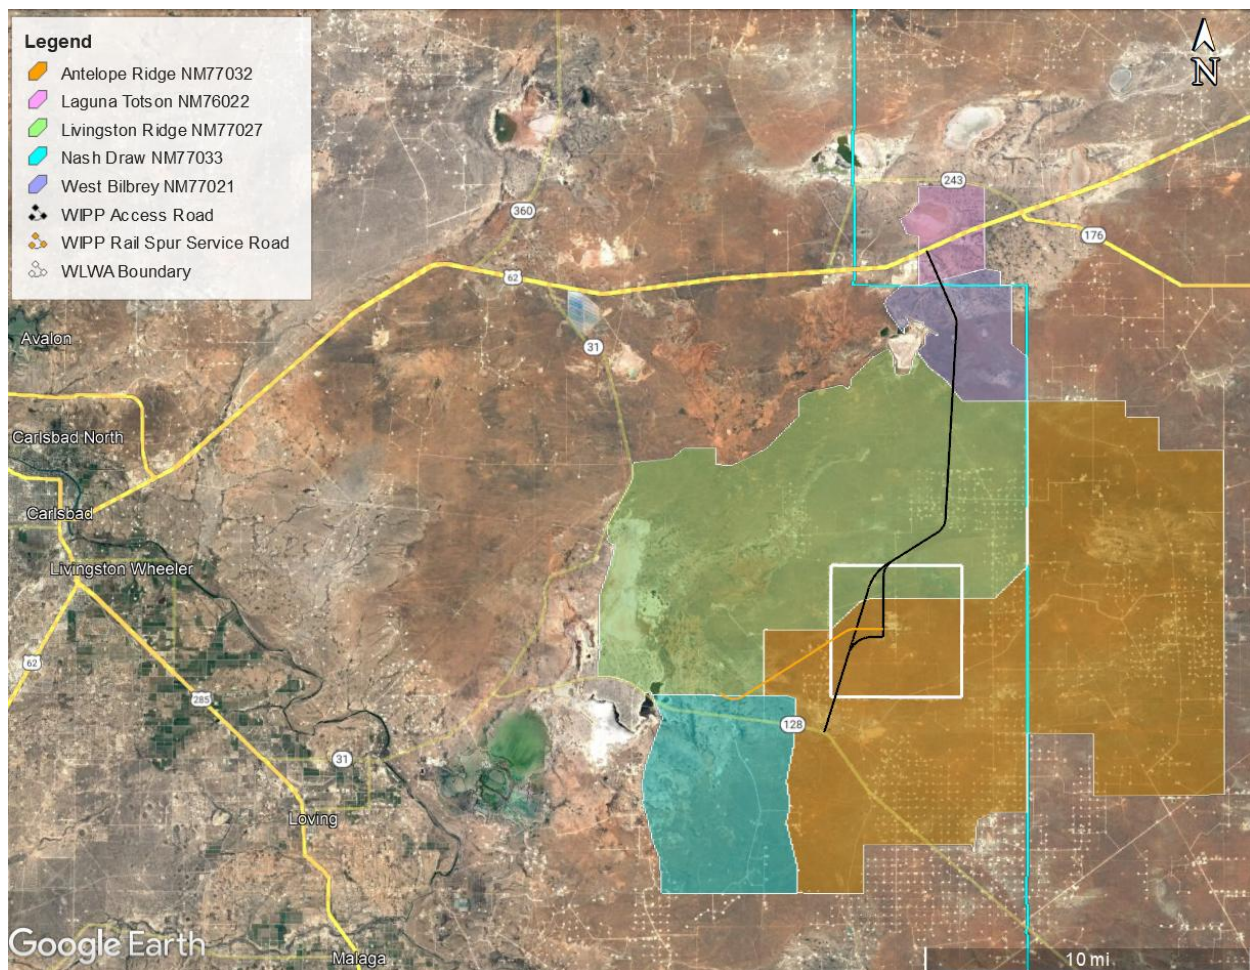 Legend
Antelope Ridge NM77032
Laguna Totson NM76022
Livingston Ridge NM77027
Nash Draw NM77033
West Bilbrey NM77021
WIPP Access Road
WIPP Rail Spur Service Road
WLWA Boundary
N
243
360
176
62
Avalon
31
Carlsbad North
Carlsbad
Livingston Wheeler
62
285
128
31
Loving
Google Earth
Malaga
10 mi